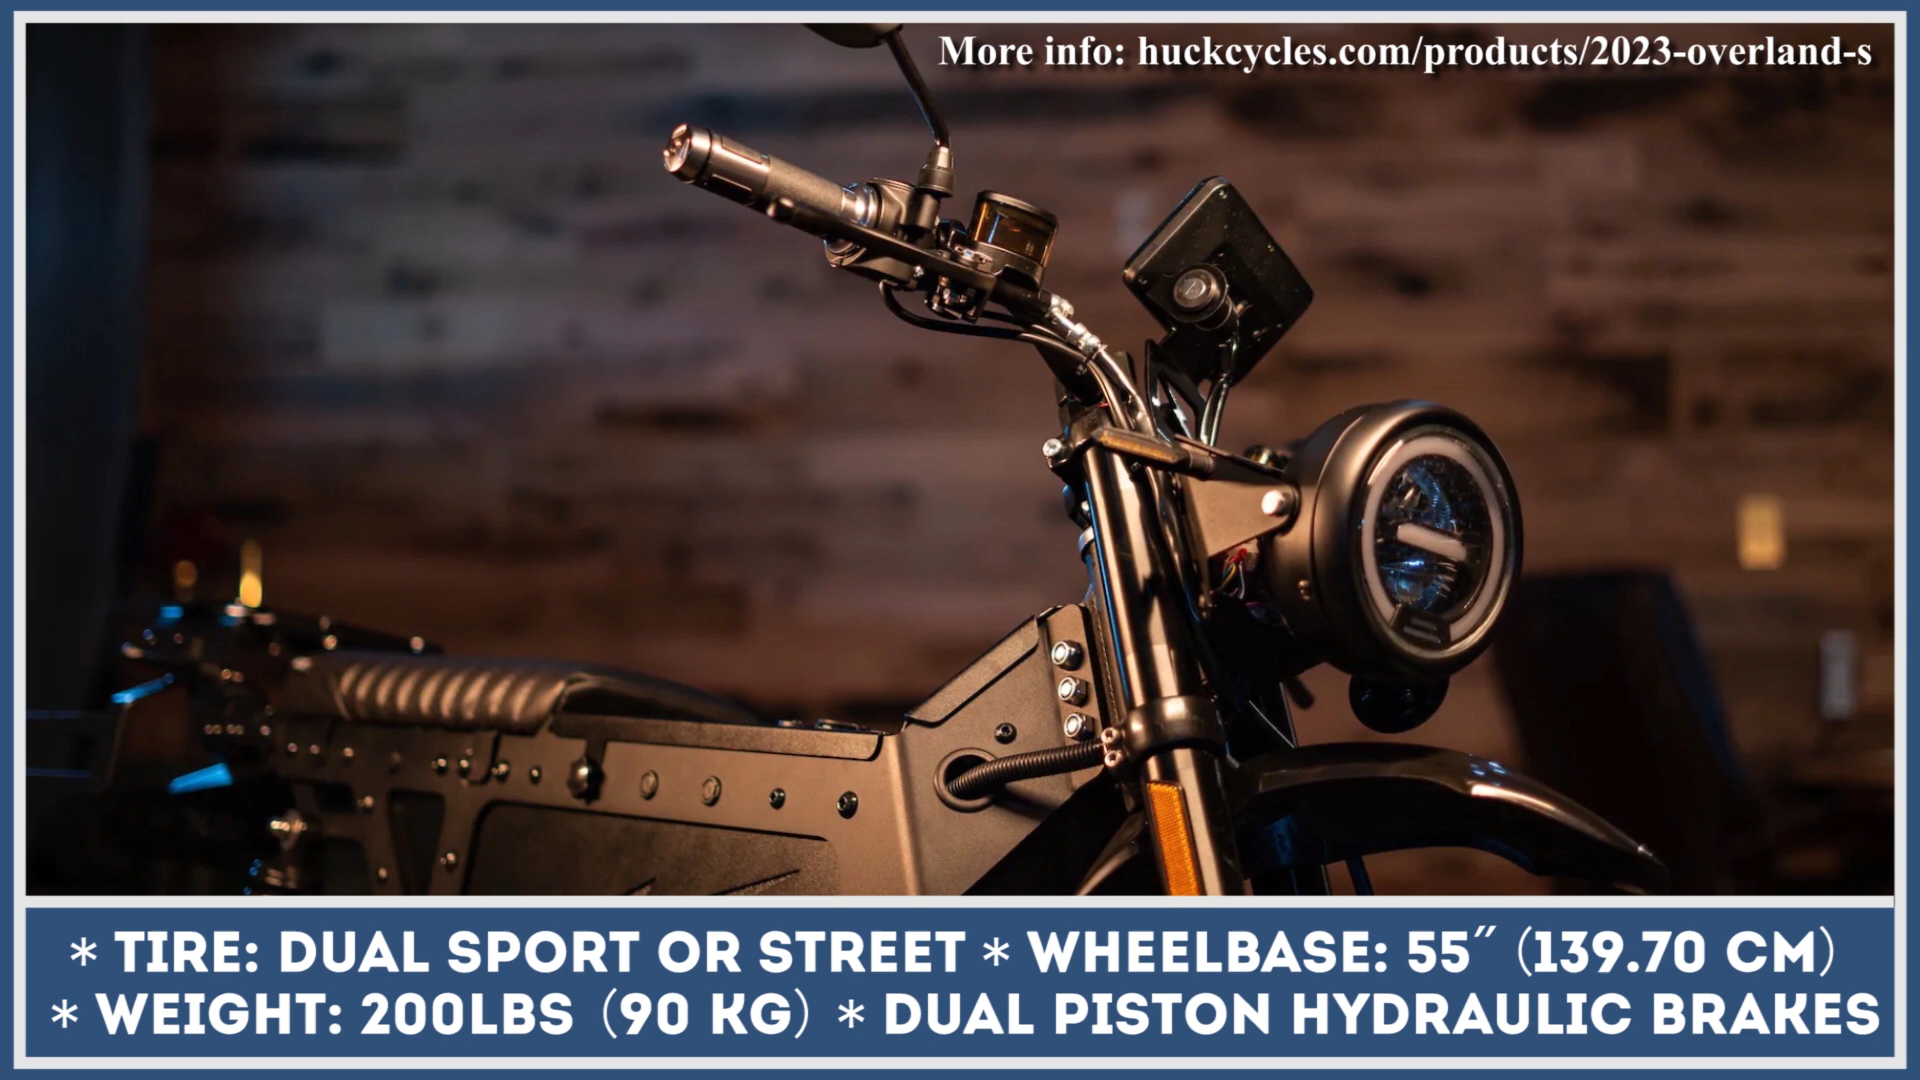 More info: huckcycles.com/products/2023-overland-s
* TIRE: DUAL SPORT OR STREET * WHEELBASE: 55″ (139.70 CM)
* WEIGHT: 200LBS (90 KG) * DUAL PISTON HYDRAULIC BRAKES